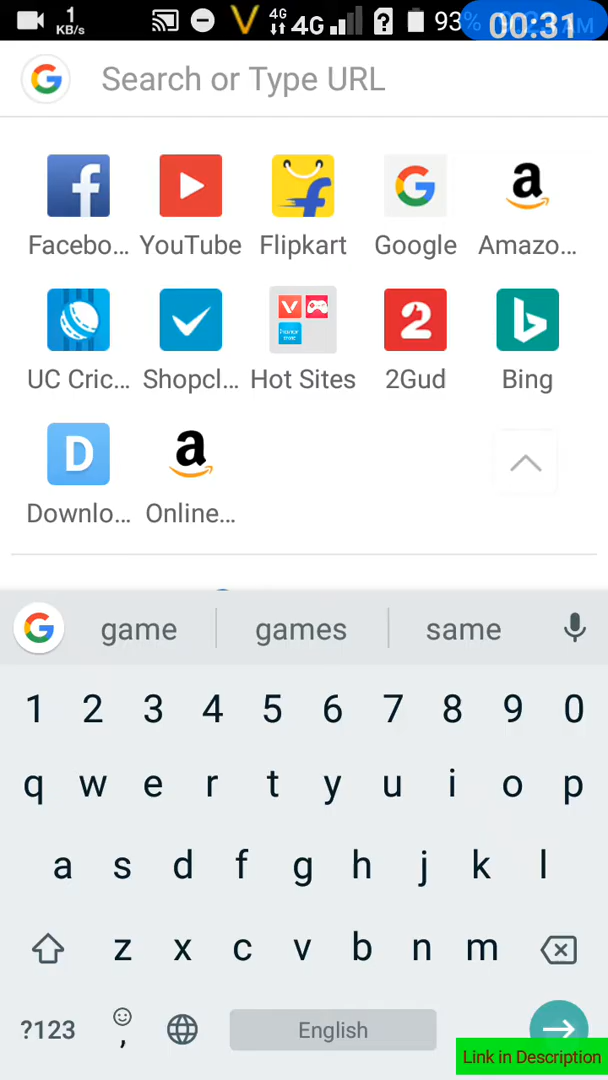 1 KB/s 4G 4G 93% 00:31 AM
Search or Type URL
Facebo... YouTube Flipkart Google Amazo...
UC Cric... Shopcl... Hot Sites 2Gud Bing
Downlo... Online...
game games same
1 2 3 4 5 6 7 8 9 0
q w e r t y u i o p
a s d f g h j k l
z x c v b n m
?123 , English
Link in Description